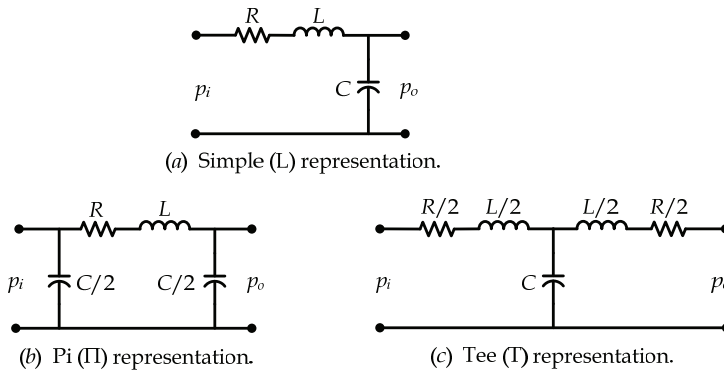 R L
pi C po
(a) Simple (L) representation.
R L
pi C/2 C/2 po
(b) Pi (Π) representation.
R/2 L/2 L/2 R/2
pi C
(c) Tee (T) representation.